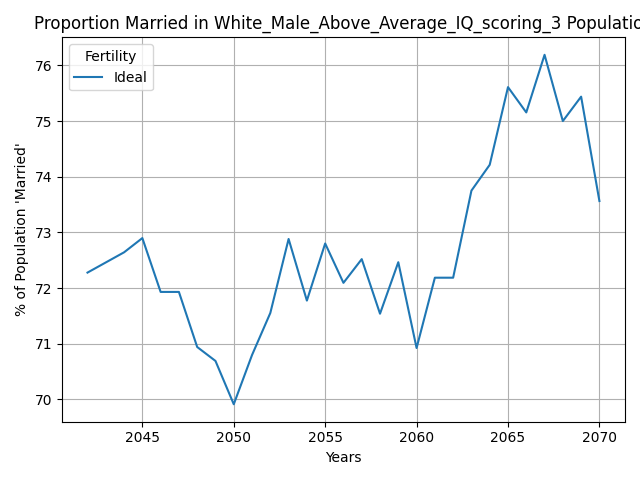 Proportion Married in White_Male_Above_Average_IQ_scoring_3 Populatio
Fertility
Ideal
% of Population 'Married'
76
75
74
73
72
71
70
2045
2050
2055
2060
2065
2070
Years